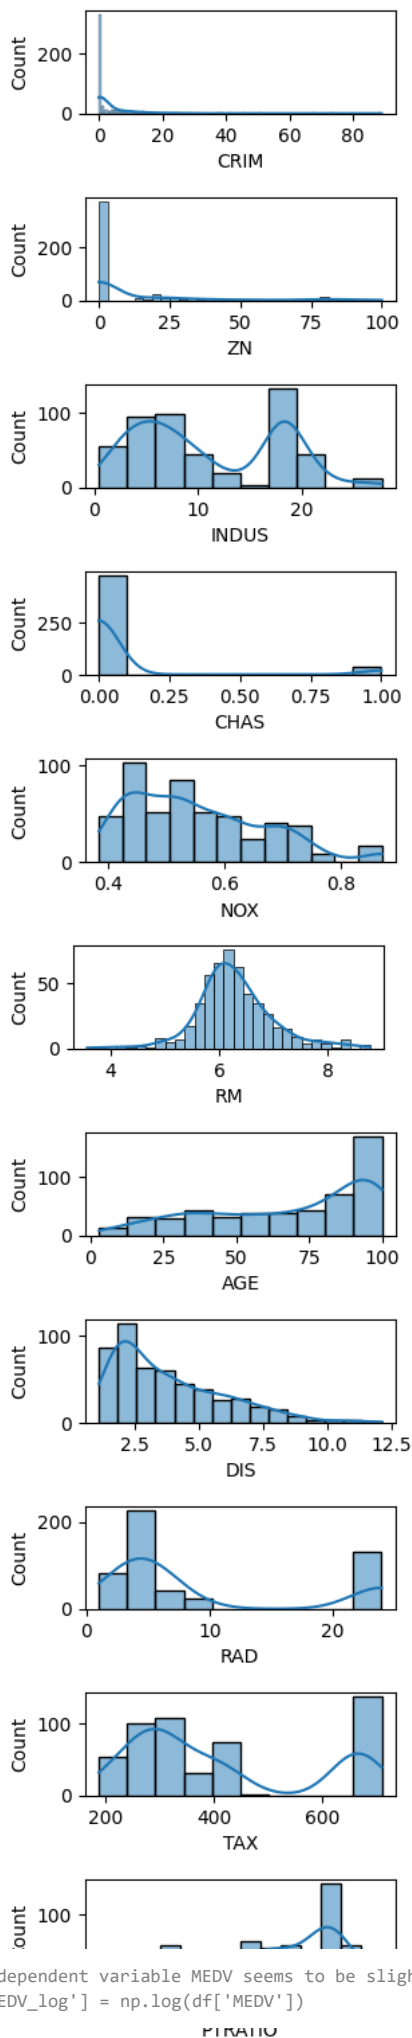 Count
200
0
0 20 40 60 80
CRIM
Count
200
0
0 25 50 75 100
ZN
Count
100
0
0 10 20
INDUS
Count
250
0
0.00 0.25 0.50 0.75 1.00
CHAS
Count
100
0
0.4 0.6 0.8
NOX
Count
50
0
4 6 8
RM
Count
100
0
0 25 50 75 100
AGE
Count
100
0
2.5 5.0 7.5 10.0 12.5
DIS
Count
200
0
0 10 20
RAD
Count
100
0
200 400 600
TAX
ount
100
dependent variable MEDV seems to be sligh
EDV_log'] = np.log(df['MEDV'])
PTRATIO